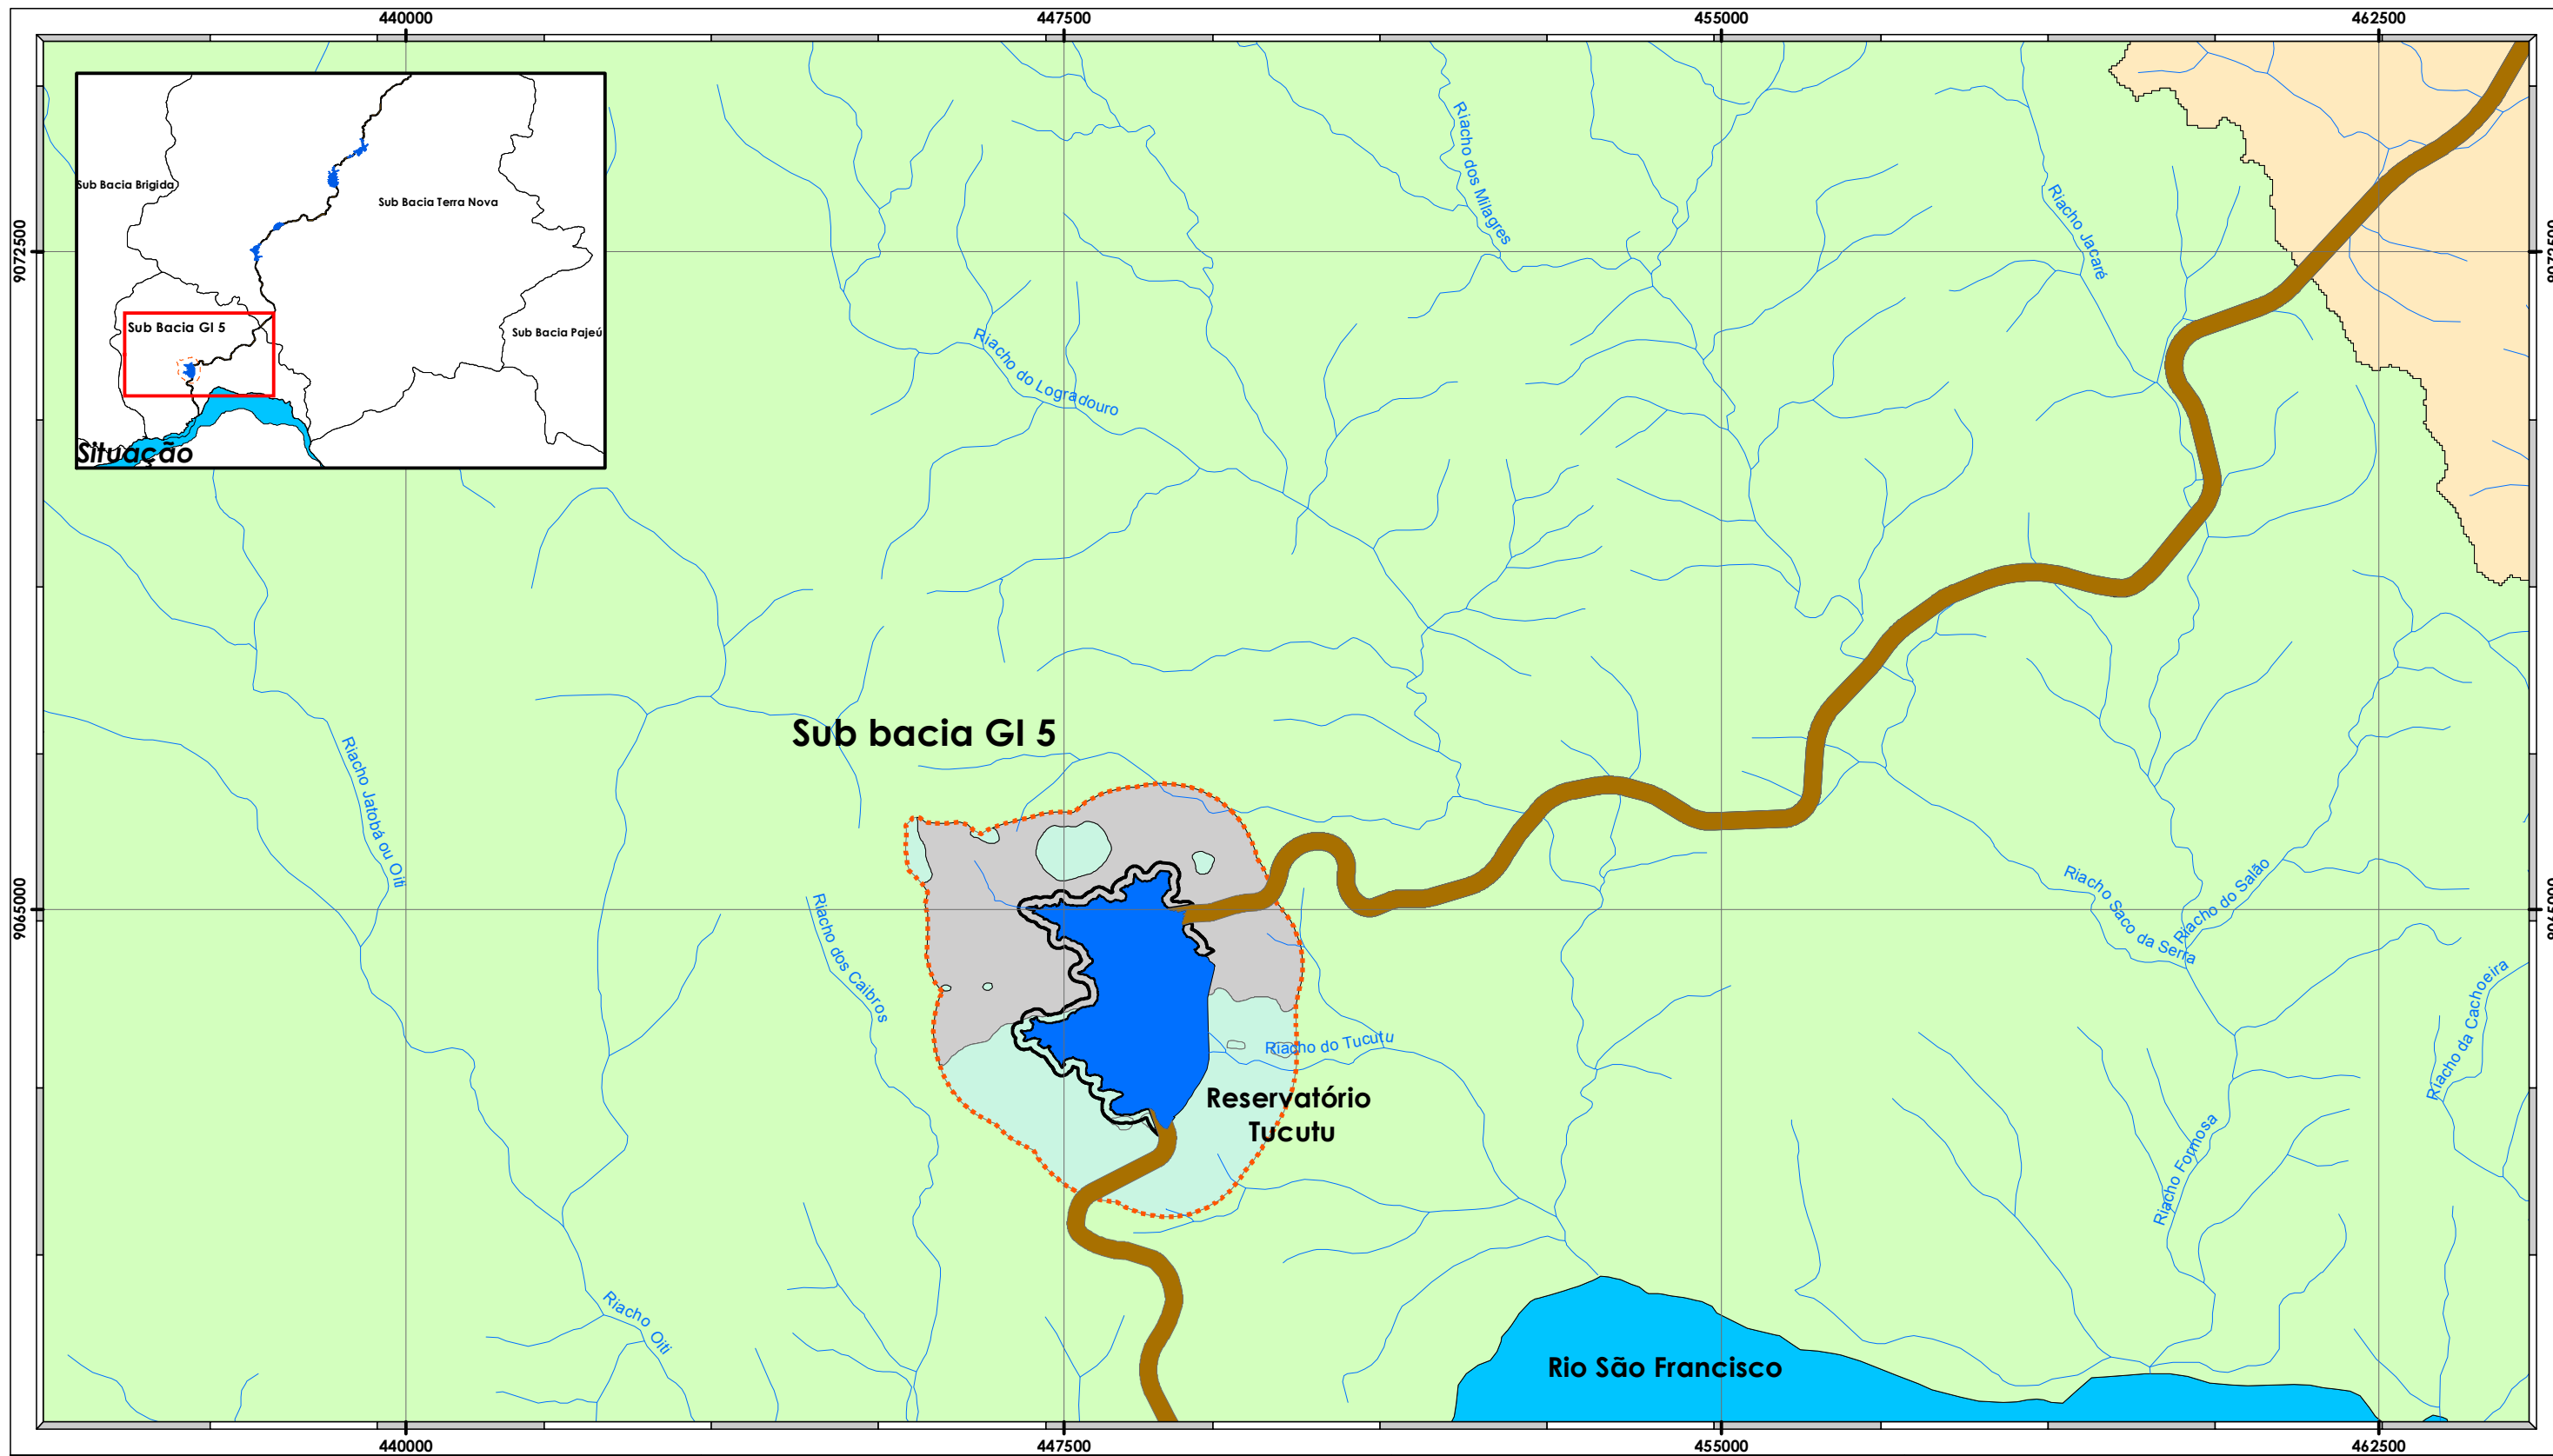 440000
447500
455000
462500
9072500
9072500
Sub Bacia Brigida
Sub Bacia Terra Nova
Sub Bacia GI 5
Sub Bacia Pajeú
Situação
Riacho dos Milagres
Riacho Jacaré
Riacho do Logradouro
Sub bacia GI 5
Riacho Jatobá ou Oiti
Riacho dos Caibros
Riacho Saco da Serra
Riacho do Salão
9065000
9065000
Riacho da Cachoeira
Riacho do Tucutu
Reservatório
Tucutu
Riacho Formosa
Riacho Oiti
Rio São Francisco
440000
447500
455000
462500